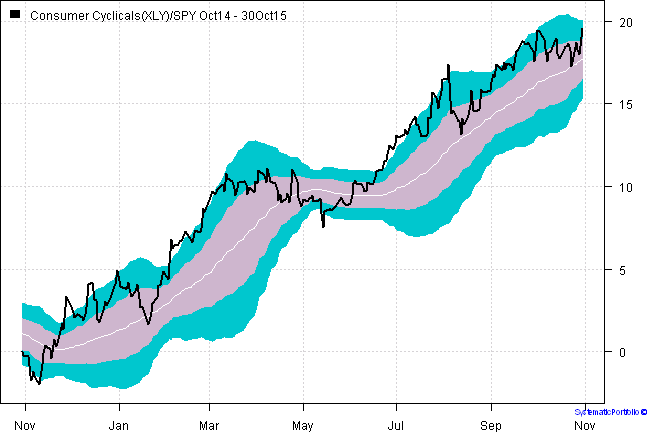 Consumer Cyclicals(XLY)/SPY Oct14 - 30Oct15
20
15
10
5
0
SystematicPortfolio ©
Nov Jan Mar May Jul Sep Nov